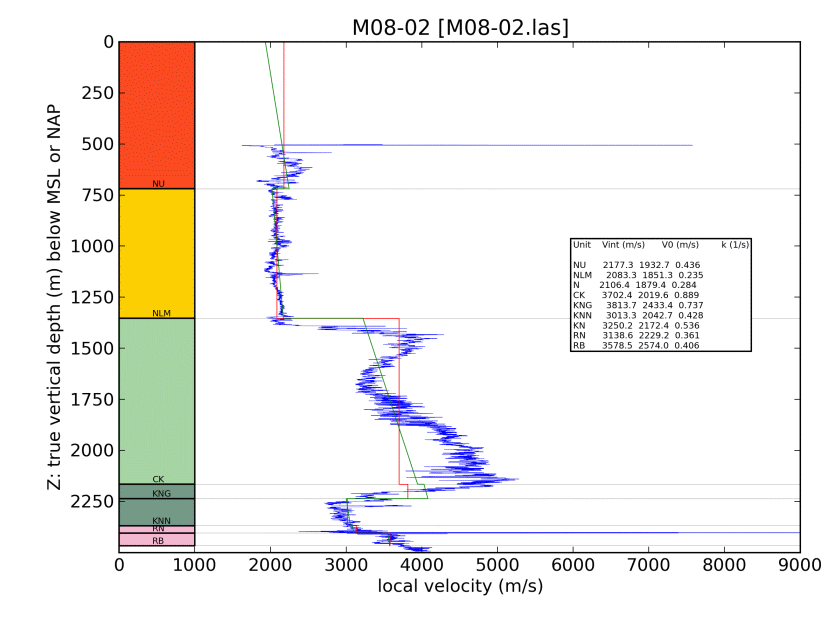 M08-02 [M08-02.las]
Z: true vertical depth (m) below MSL or NAP
0
250
500
750
1000
1250
1500
1750
2000
2250
NU
NLM
CK
KNG
KNN
RN
RB
Unit Vint (m/s) V0 (m/s) k (1/s)
NU 2177.3 1932.7 0.436
NLM 2083.3 1851.3 0.235
N 2106.4 1879.4 0.284
CK 3702.4 2019.6 0.889
KNG 3813.7 2433.4 0.737
KNN 3013.3 2042.7 0.428
KN 3250.2 2172.4 0.536
RN 3138.6 2229.2 0.361
RB 3578.5 2574.0 0.406
0 1000 2000 3000 4000 5000 6000 7000 8000 9000
local velocity (m/s)